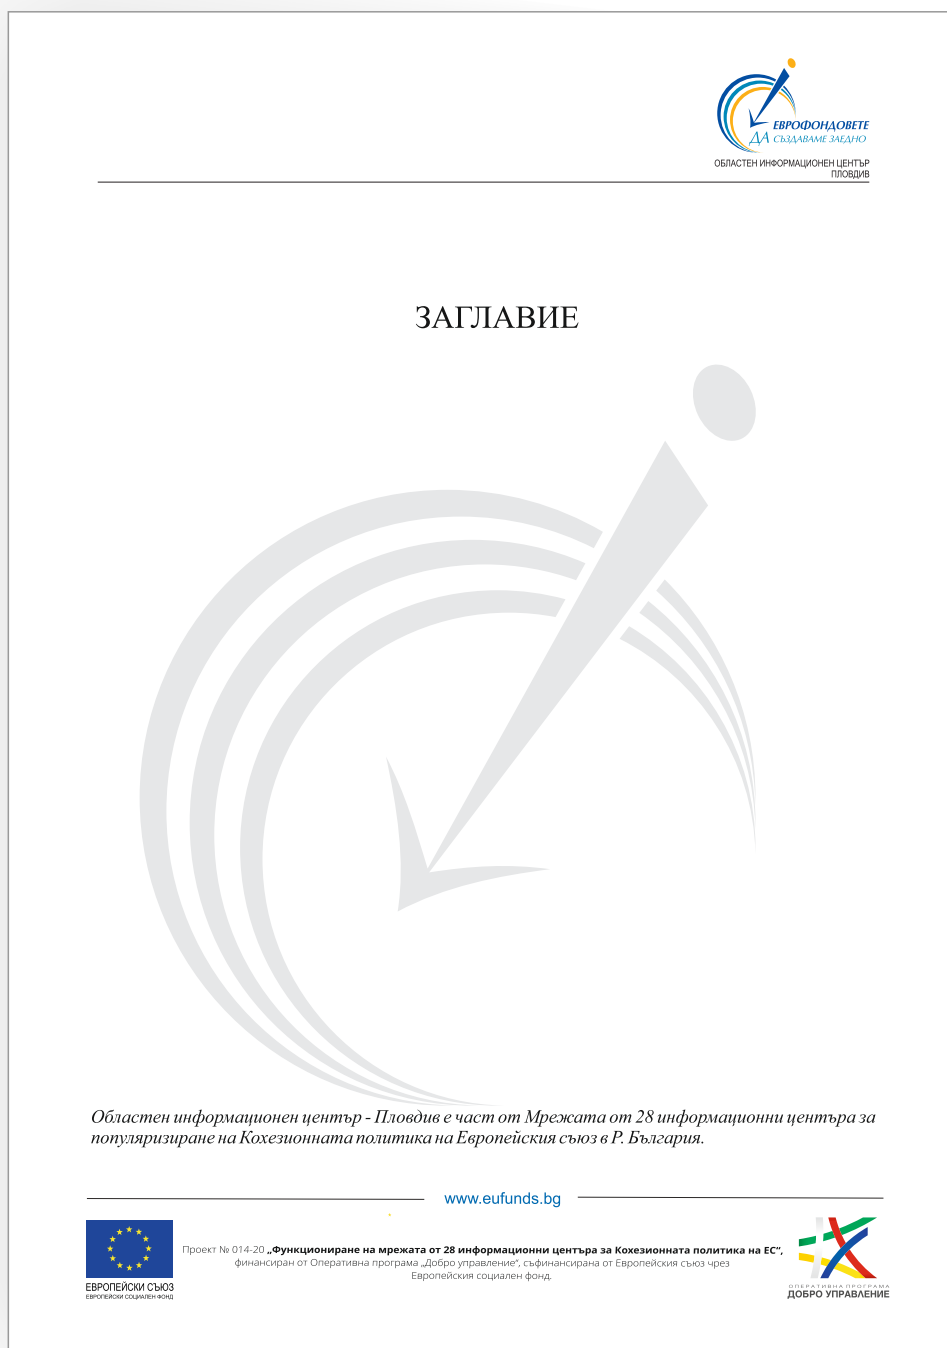 ЕВРОФОНДОВЕТЕ
ДА СЪЗДАВАМЕ ЗАЕДНО
ОБЛАСТЕН ИНФОРМАЦИОНЕН ЦЕНТЪР
ПЛОВДИВ
ЗАГЛАВИЕ
Областен информационен център - Пловдив е част от Мрежата от 28 информационни центъра за
популяризиране на Кохезионната политика на Европейския съюз в Р. България.
www.eufunds.bg
Проект № 014-20 „Функциониране на мрежата от 28 информационни центъра за Кохезионната политика на ЕС“,
финансиран от Оперативна програма „Добро управление“, съфинансирана от Европейския съюз чрез
Европейския социален фонд.
ЕВРОПЕЙСКИ СЪЮЗ
ЕВРОПЕЙСКИ СОЦИАЛЕН ФОНД
ОПЕРАТИВНА ПРОГРАМА
ДОБРО УПРАВЛЕНИЕ